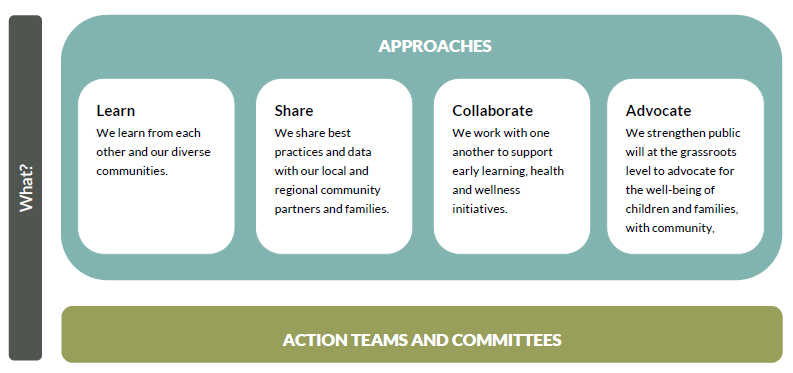 What?
APPROACHES
Learn
We learn from each
other and our diverse
communities.
Share
We share best
practices and data
with our local and
regional community
partners and families.
Collaborate
We work with one
another to support
early learning, health
and wellness
initiatives.
Advocate
We strengthen public
will at the grassroots
level to advocate for
the well-being of
children and families,
with community,
ACTION TEAMS AND COMMITTEES